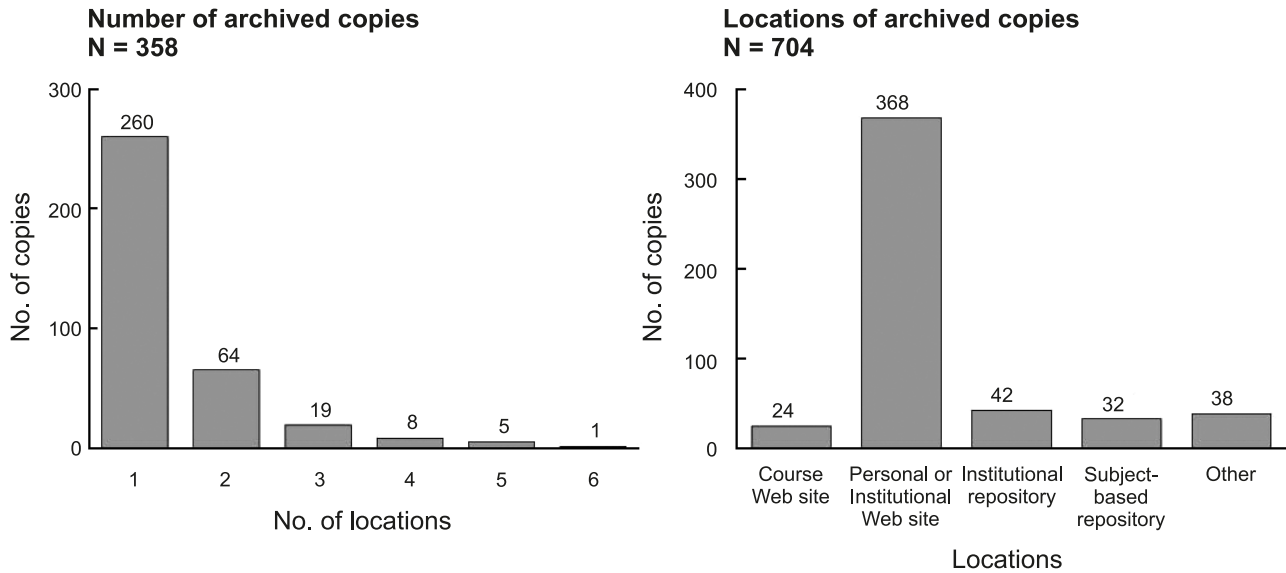 Number of archived copies
N = 358
300
200
100
0
No. of copies
260
64
19
8
5
1
1
2
3
4
5
6
No. of locations
Locations of archived copies
N = 704
400
300
200
100
0
No. of copies
24
368
42
32
38
Course
Web site
Personal or
Institutional
Web site
Institutional
repository
Subject-
based
repository
Other
Locations